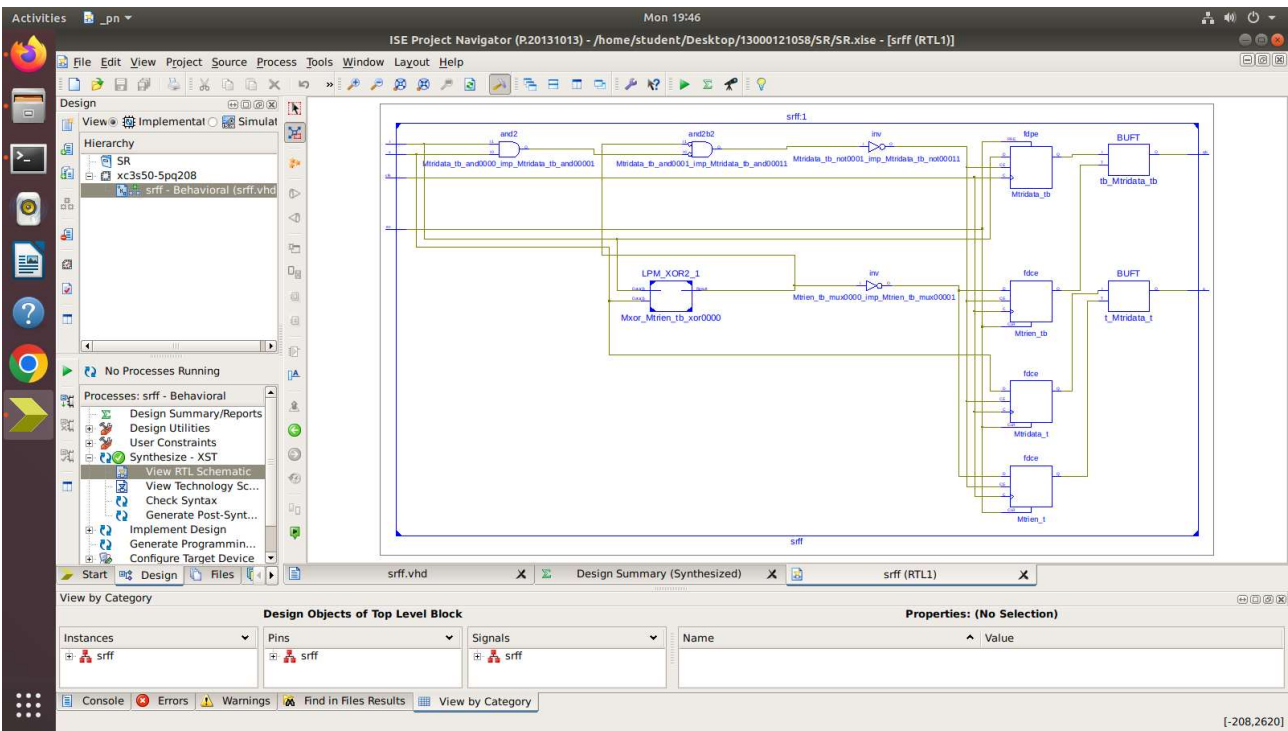 Activities _pn Mon 19:46
ISE Project Navigator (P.20131013) - /home/student/Desktop/13000121058/SR/SR.xise - [srff (RTL1)]
File Edit View Project Source Process Tools Window Layout Help
Design
View: Implementat Simulat
Hierarchy
SR
xc3s50-5pq208
srff - Behavioral (srff.vhd
No Processes Running
Processes: srff - Behavioral
Design Summary/Reports
Design Utilities
User Constraints
Synthesize - XST
View RTL Schematic
View Technology Sc...
Check Syntax
Generate Post-Synt...
Implement Design
Generate Programmin...
Configure Target Device
Start Design Files
srff:1
and2 and2b2 inv fdpe BUFT
Mtridata_tb_and0000_imp_Mtridata_tb_and00001 Mtridata_tb_and0001_imp_Mtridata_tb_and00011 Mtridata_tb_not0001_imp_Mtridata_tb_not00011
tb_Mtridata_tb
Mtridata_tb
LPM_XOR2_1 inv fdce BUFT
Mtrien_tb_mux0000_imp_Mtrien_tb_mux00001
Mxor_Mtrien_tb_xor0000 t_Mtridata_t
Mtrien_tb
fdce
Mtridata_t
fdce
Mtrien_t
srff
srff.vhd Design Summary (Synthesized) srff (RTL1)
View by Category
Design Objects of Top Level Block Properties: (No Selection)
Instances Pins Signals Name Value
srff srff srff
Console Errors Warnings Find in Files Results View by Category
[-208,2620]